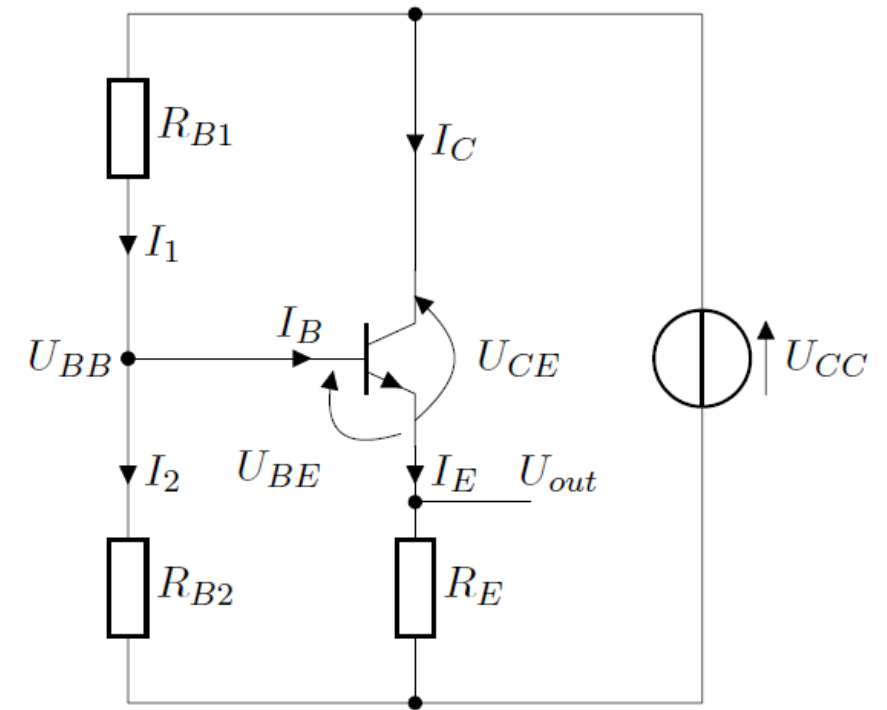 R_{B1}
I_C
I_1
I_B
U_{BB}
U_{CE}
U_{CC}
I_2
U_{BE}
I_E
U_{out}
R_{B2}
R_E